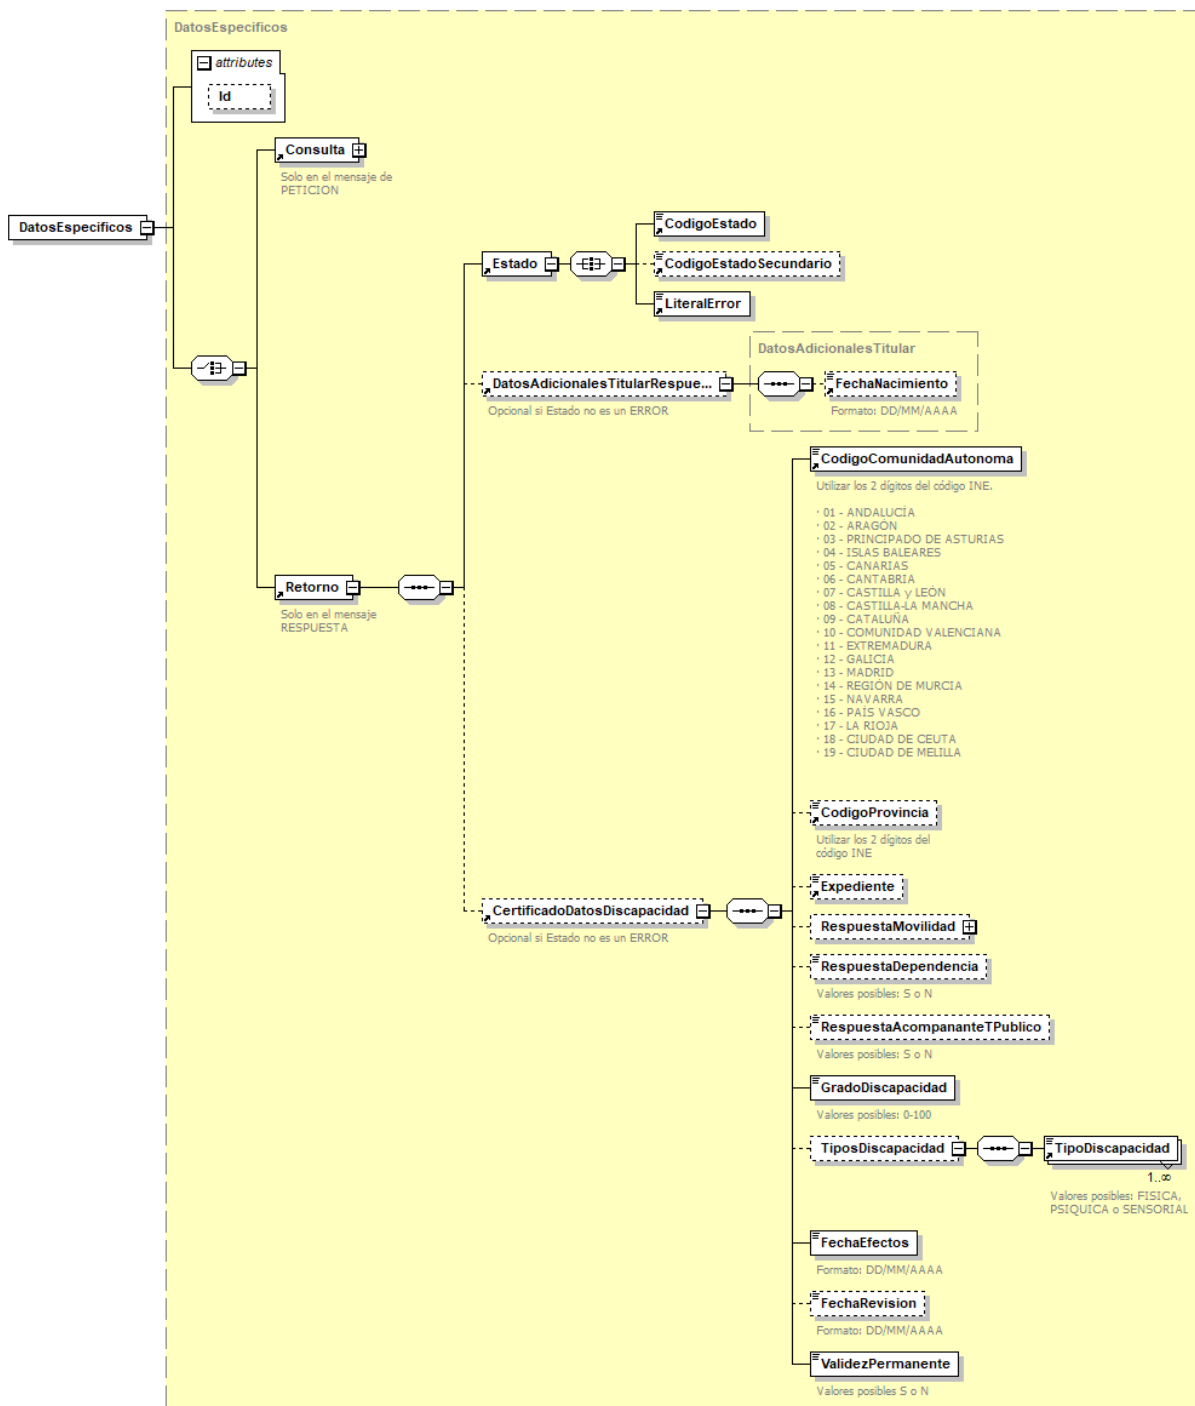 DatosEspecificos
attributes
Id
Consulta
Solo en el mensaje de
PETICION
DatosEspecificos
CodigoEstado
Estado
CodigoEstadoSecundario
LiteralError
DatosAdicionalesTitular
DatosAdicionalesTitularRespue...
FechaNacimiento
Opcional si Estado no es un ERROR
Formato: DD/MM/AAAA
CodigoComunidadAutonoma
Utilizar los 2 dígitos del código INE.
· 01 - ANDALUCÍA
· 02 - ARAGÓN
· 03 - PRINCIPADO DE ASTURIAS
· 04 - ISLAS BALEARES
· 05 - CANARIAS
· 06 - CANTABRIA
· 07 - CASTILLA y LEÓN
· 08 - CASTILLA-LA MANCHA
· 09 - CATALUÑA
· 10 - COMUNIDAD VALENCIANA
· 11 - EXTREMADURA
· 12 - GALICIA
· 13 - MADRID
· 14 - REGIÓN DE MURCIA
· 15 - NAVARRA
· 16 - PAÍS VASCO
· 17 - LA RIOJA
· 18 - CIUDAD DE CEUTA
· 19 - CIUDAD DE MELILLA
Retorno
Solo en el mensaje
RESPUESTA
CodigoProvincia
Utilizar los 2 dígitos del
código INE
Expediente
CertificadoDatosDiscapacidad
Opcional si Estado no es un ERROR
RespuestaMovilidad
RespuestaDependencia
Valores posibles: S o N
RespuestaAcompananteTPublico
Valores posibles: S o N
GradoDiscapacidad
Valores posibles: 0-100
TiposDiscapacidad
TipoDiscapacidad
1..∞
Valores posibles: FISICA,
PSIQUICA o SENSORIAL
FechaEfectos
Formato: DD/MM/AAAA
FechaRevision
Formato: DD/MM/AAAA
ValidezPermanente
Valores posibles S o N